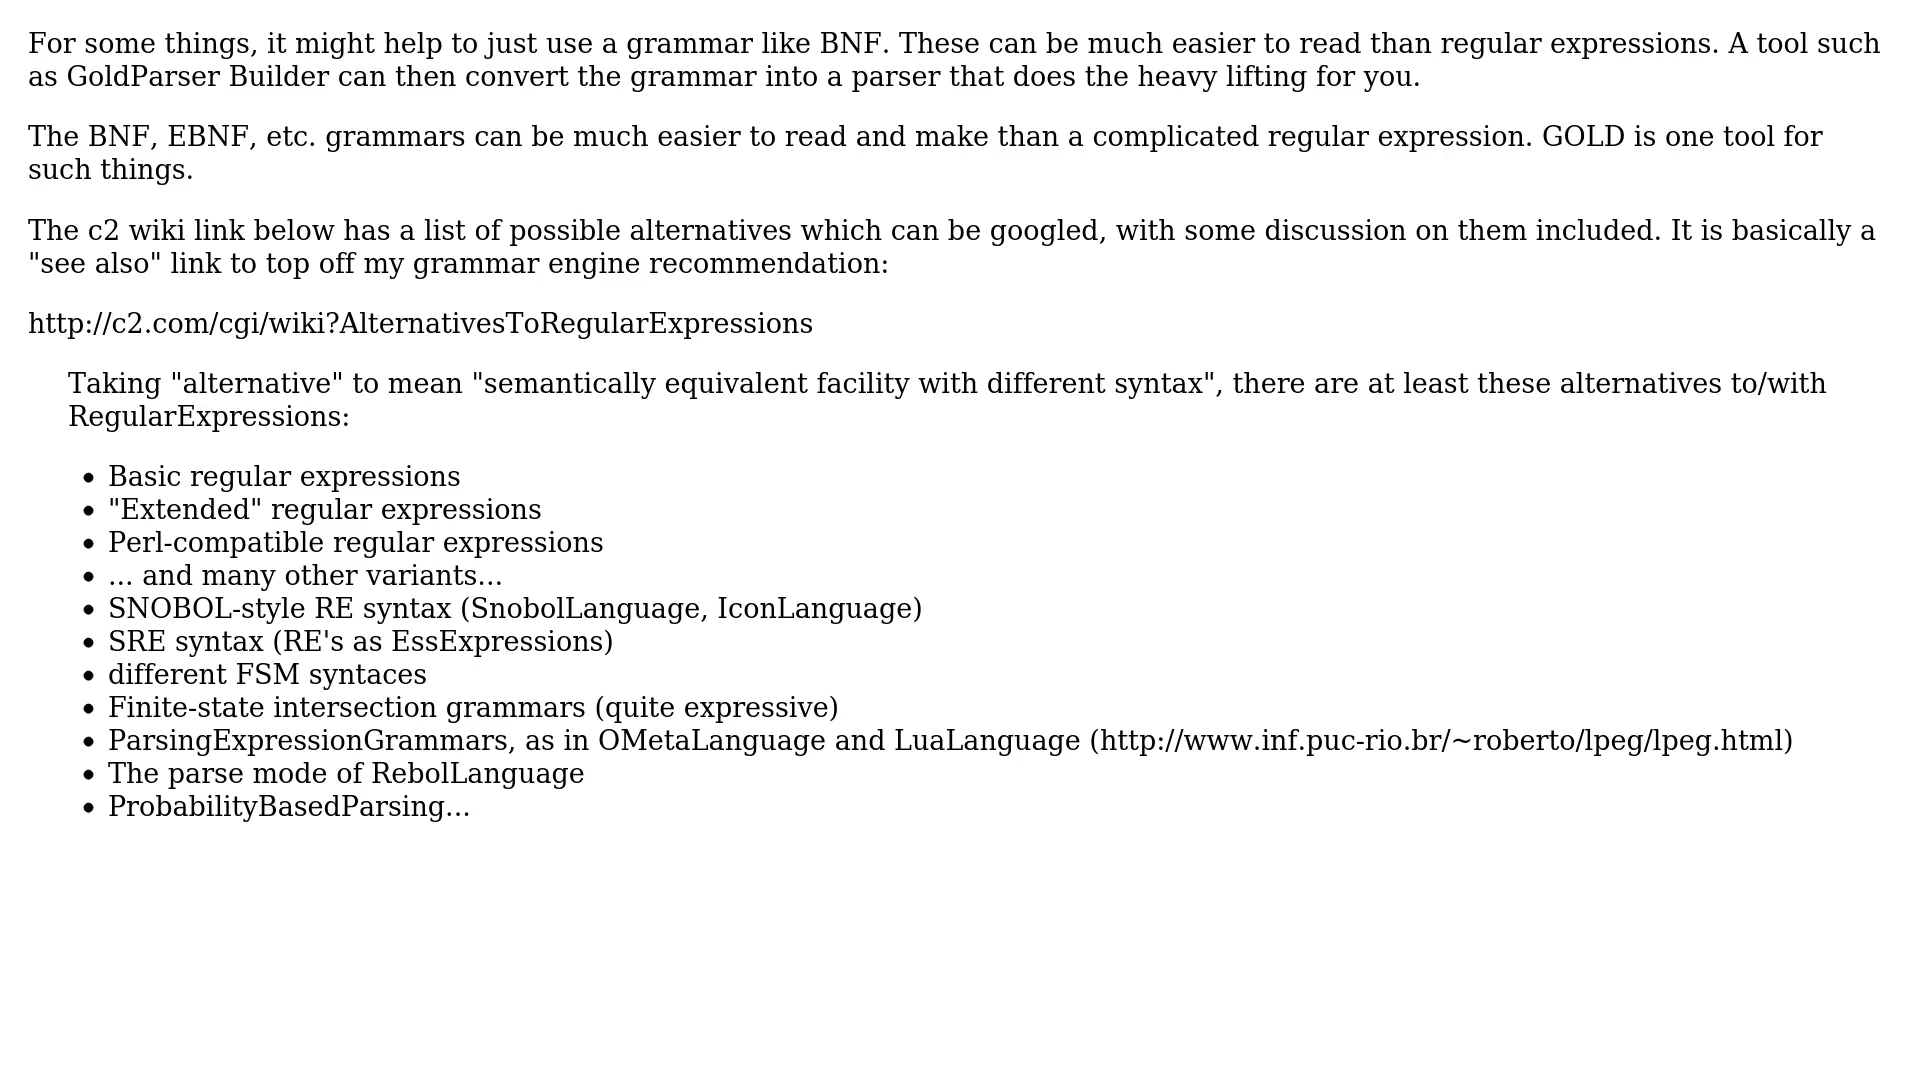 For some things, it might help to just use a grammar like BNF. These can be much easier to read than regular expressions. A tool such
as GoldParser Builder can then convert the grammar into a parser that does the heavy lifting for you.
The BNF, EBNF, etc. grammars can be much easier to read and make than a complicated regular expression. GOLD is one tool for
such things.
The c2 wiki link below has a list of possible alternatives which can be googled, with some discussion on them included. It is basically a
"see also" link to top off my grammar engine recommendation:
http://c2.com/cgi/wiki?AlternativesToRegularExpressions
Taking "alternative" to mean "semantically equivalent facility with different syntax", there are at least these alternatives to/with
RegularExpressions:
• Basic regular expressions
• "Extended" regular expressions
• Perl-compatible regular expressions
• ... and many other variants...
• SNOBOL-style RE syntax (SnobolLanguage, IconLanguage)
• SRE syntax (RE's as EssExpressions)
• different FSM syntaces
• Finite-state intersection grammars (quite expressive)
• ParsingExpressionGrammars, as in OMetaLanguage and LuaLanguage (http://www.inf.puc-rio.br/~roberto/lpeg/lpeg.html)
• The parse mode of RebolLanguage
• ProbabilityBasedParsing...